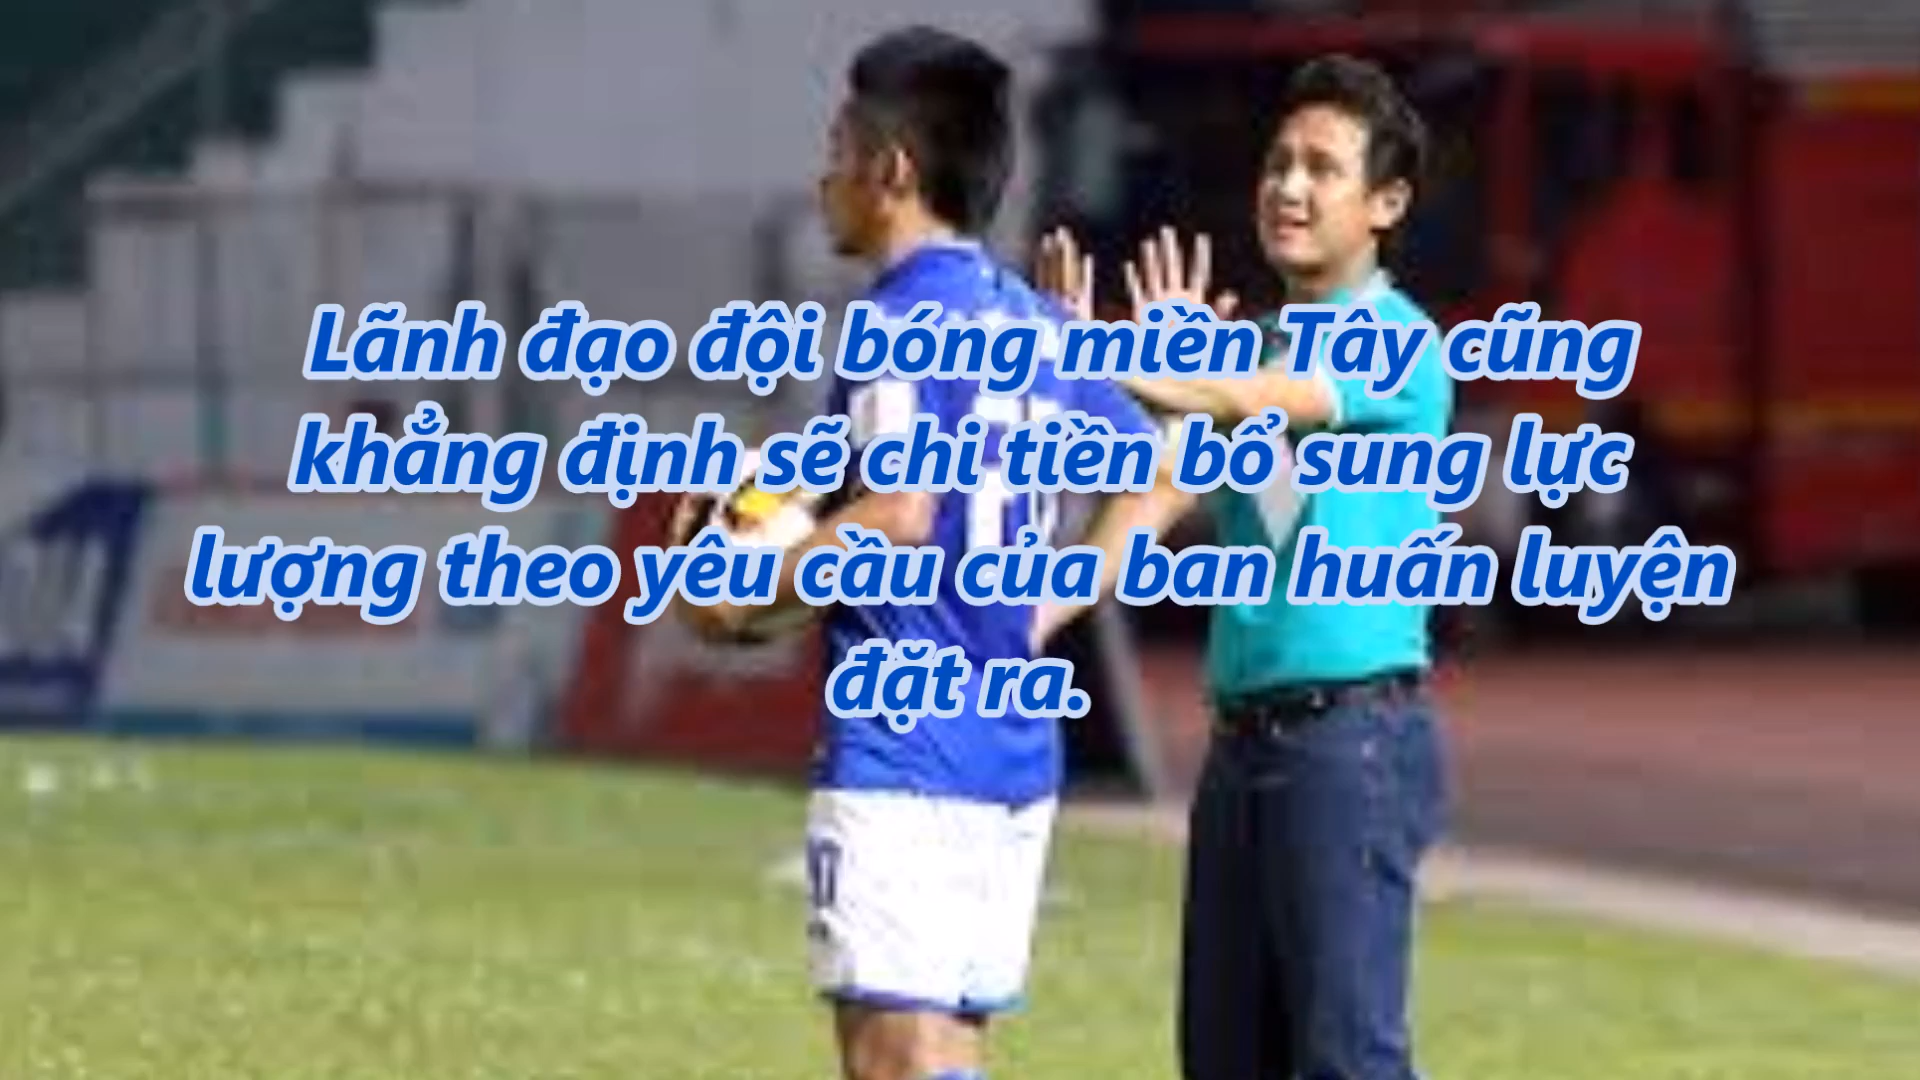 Lãnh đạo đội bóng miền Tây cũng
khẳng định sẽ chi tiền bổ sung lực
lượng theo yêu cầu của ban huấn luyện
đặt ra.